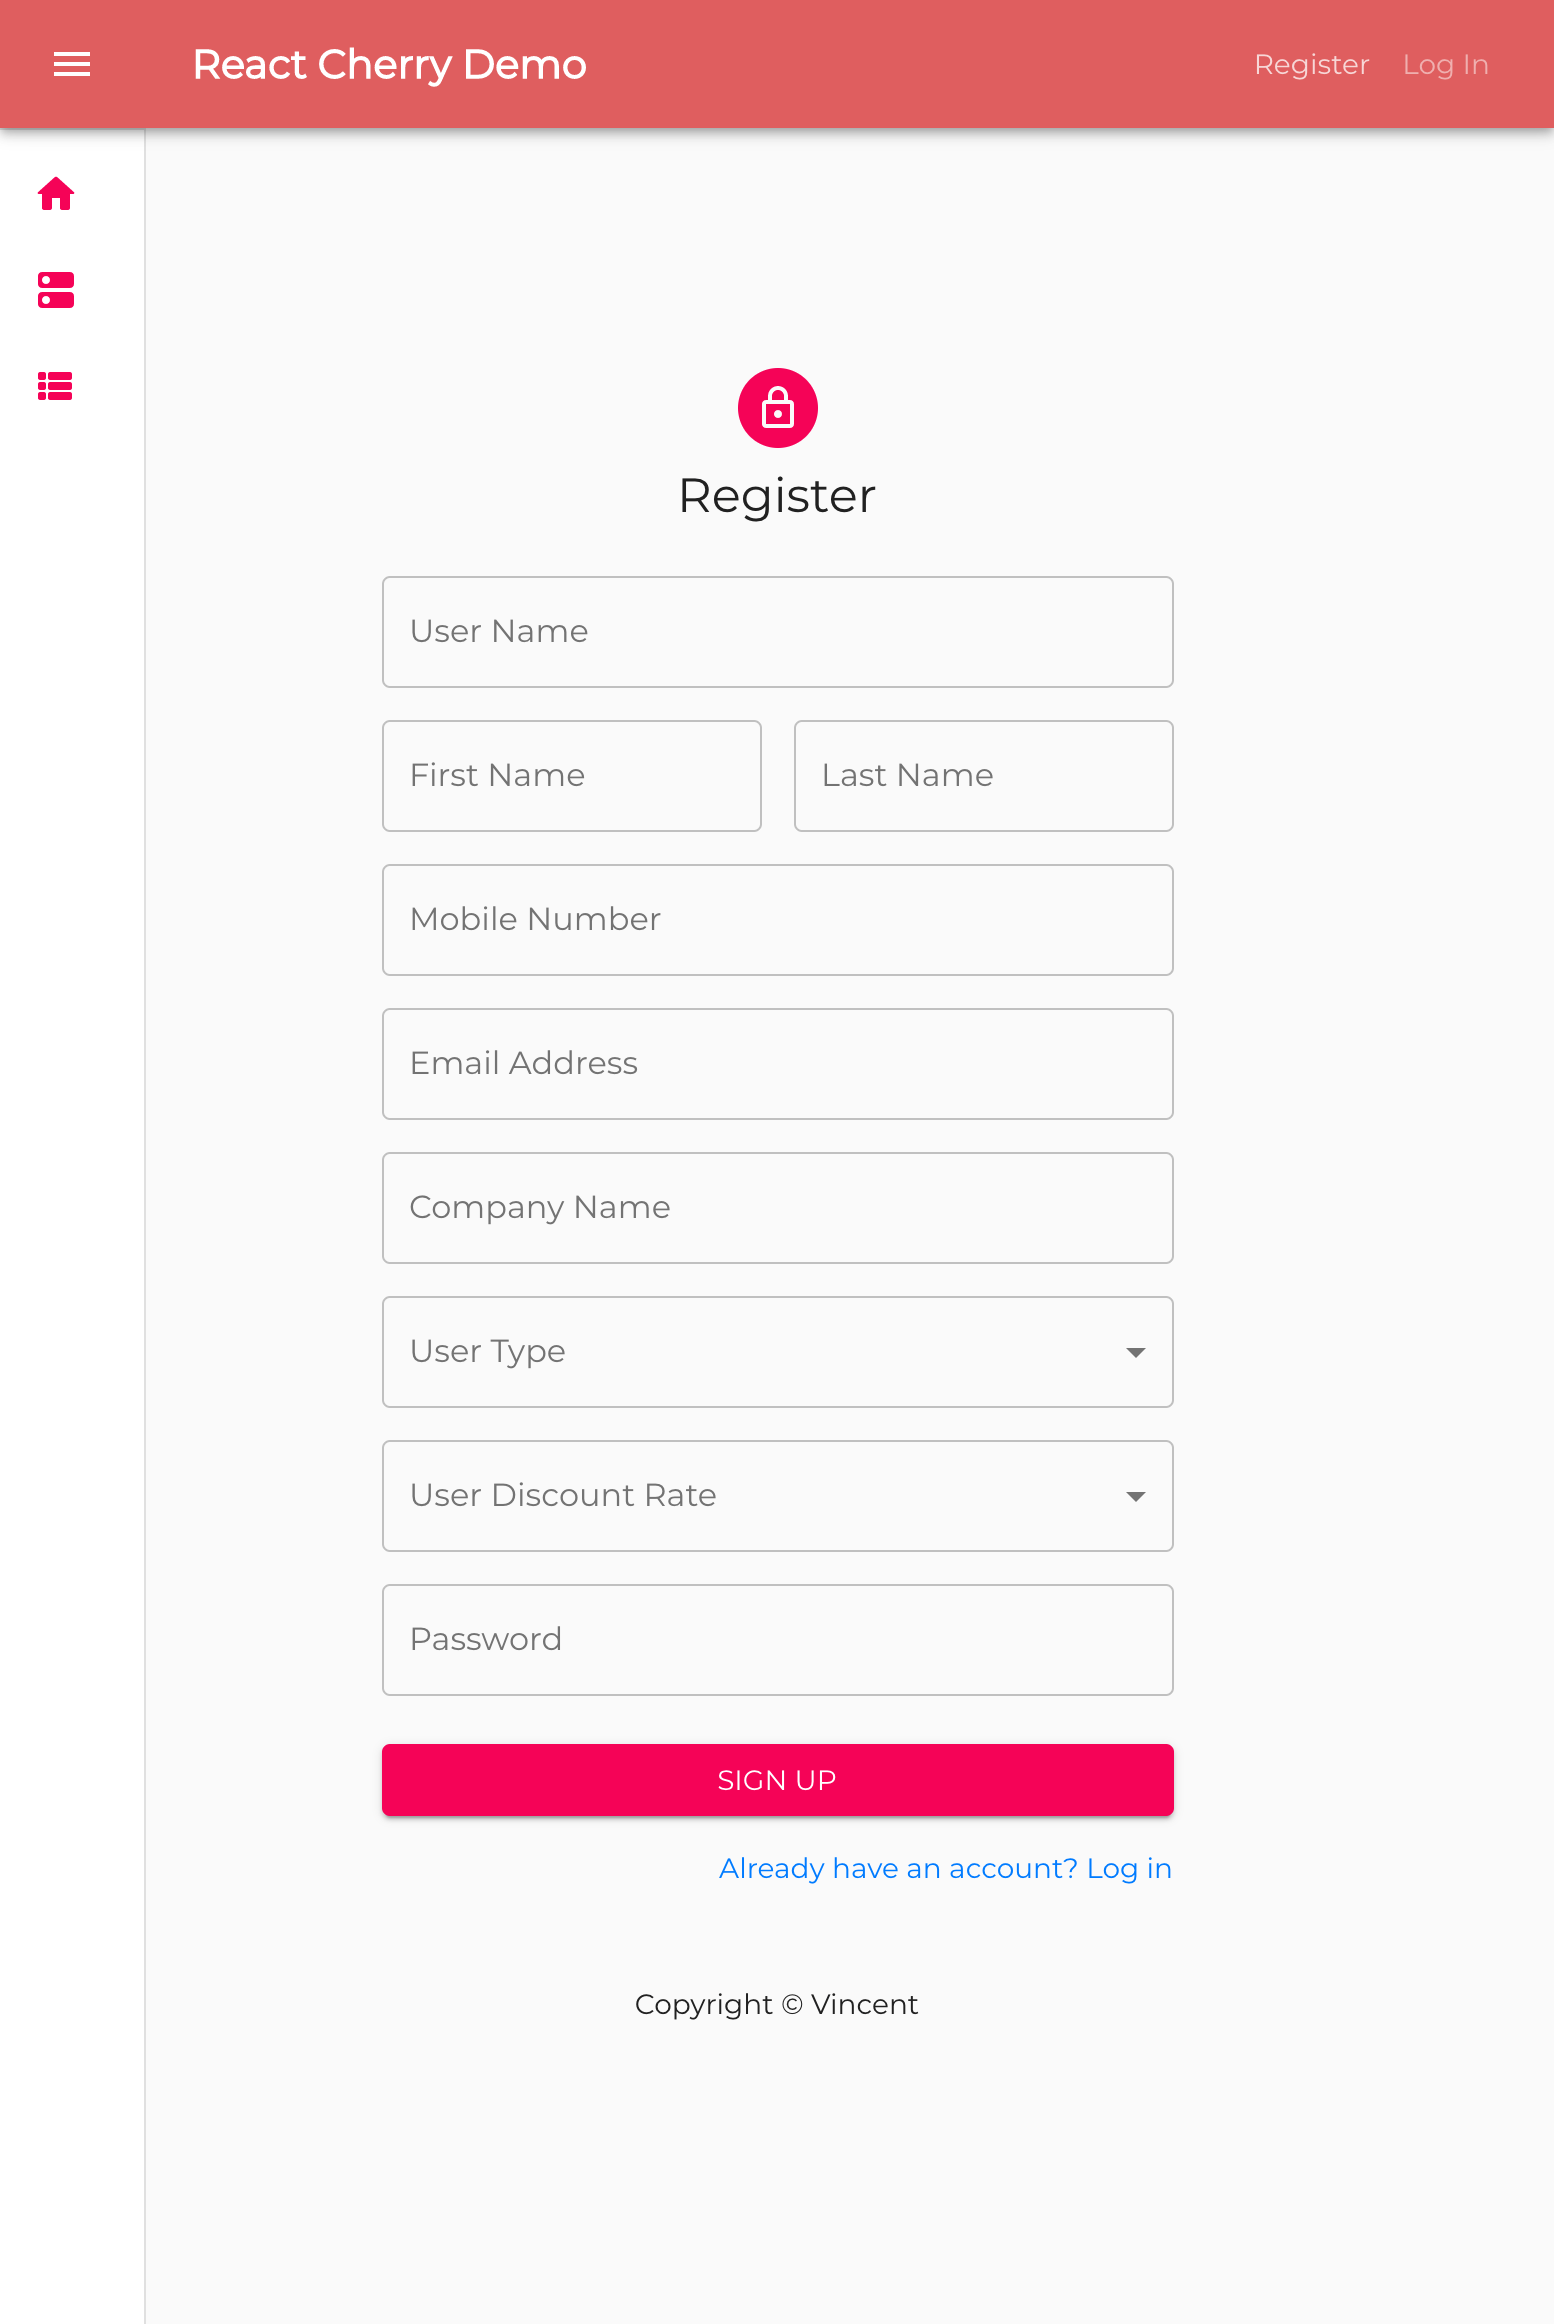 React Cherry Demo
Register
Log In
Register
User Name
First Name
Last Name
Mobile Number
Email Address
Company Name
User Type
User Discount Rate
Password
SIGN UP
Already have an account? Log in
Copyright © Vincent